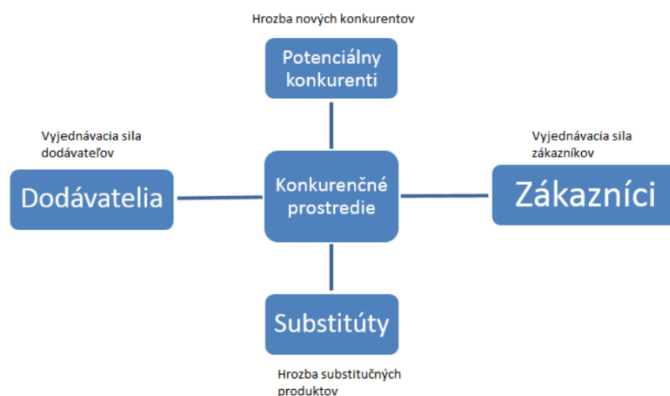 Hrozba nových konkurentov
Potenciálny
konkurenti
Vyjednávacia sila
dodávateľov
Dodávatelia
Konkurenčné
prostredie
Vyjednávacia sila
zákazníkov
Zákazníci
Substitúty
Hrozba substitučných
produktov